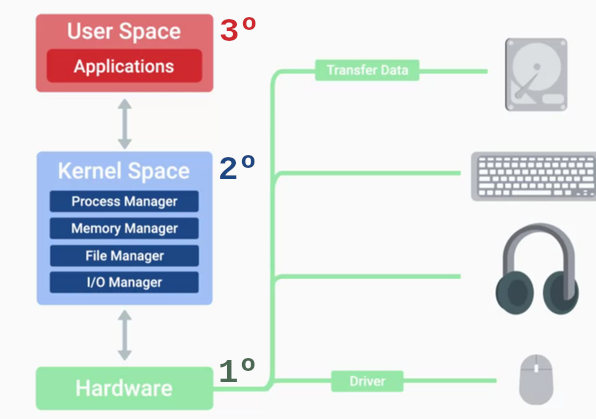 User Space
3º
Applications
Transfer Data
Kernel Space
2º
Process Manager
Memory Manager
File Manager
I/O Manager
Hardware
1º
Driver